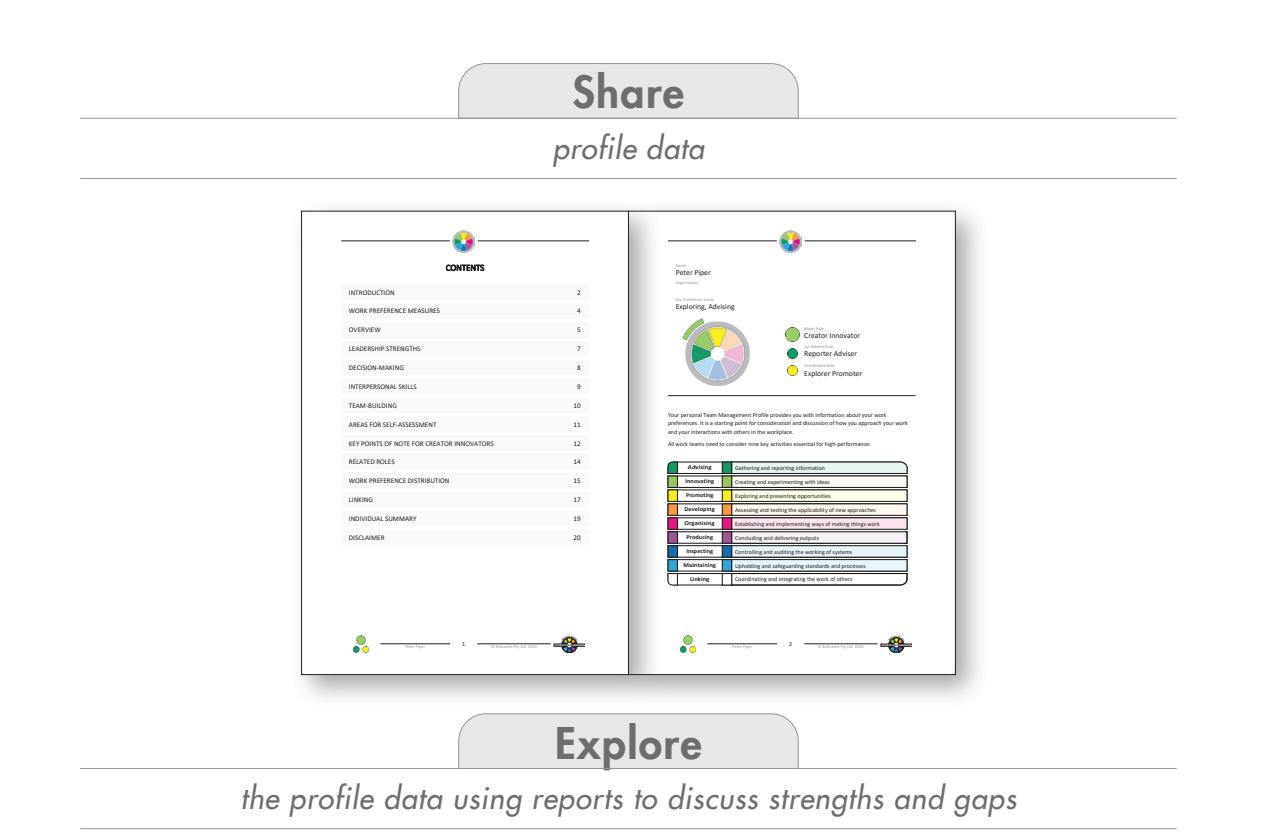 Share
profile data
CONTENTS
INTRODUCTION 2
WORK PREFERENCE MEASURES 4
OVERVIEW 5
LEADERSHIP STRENGTHS 7
DECISION-MAKING 8
INTERPERSONAL SKILLS 9
TEAM-BUILDING 10
AREAS FOR SELF-ASSESSMENT 11
KEY POINTS OF NOTE FOR CREATOR INNOVATORS 12
RELATED ROLES 14
WORK PREFERENCE DISTRIBUTION 15
LINKING 17
INDIVIDUAL SUMMARY 19
DISCLAIMER 20
Peter Piper 1
Name
Peter Piper
Organisation
Key Preference Areas
Exploring, Advising
Major Role
Creator Innovator
1st Related Role
Reporter Adviser
2nd Related Role
Explorer Promoter
Your personal Team Management Profile provides you with information about your work
preferences. It is a starting point for consideration and discussion of how you approach your work
and your interactions with others in the workplace.
All work teams need to consider nine key activities essential for high-performance:
Advising Gathering and reporting information
Innovating Creating and experimenting with ideas
Promoting Exploring and presenting opportunities
Developing Assessing and testing the applicability of new approaches
Organising Establishing and implementing ways of making things work
Producing Concluding and delivering outputs
Inspecting Controlling and auditing the working of systems
Maintaining Upholding and safeguarding standards and processes
Linking Coordinating and integrating the work of others
Peter Piper 2
Explore
the profile data using reports to discuss strengths and gaps